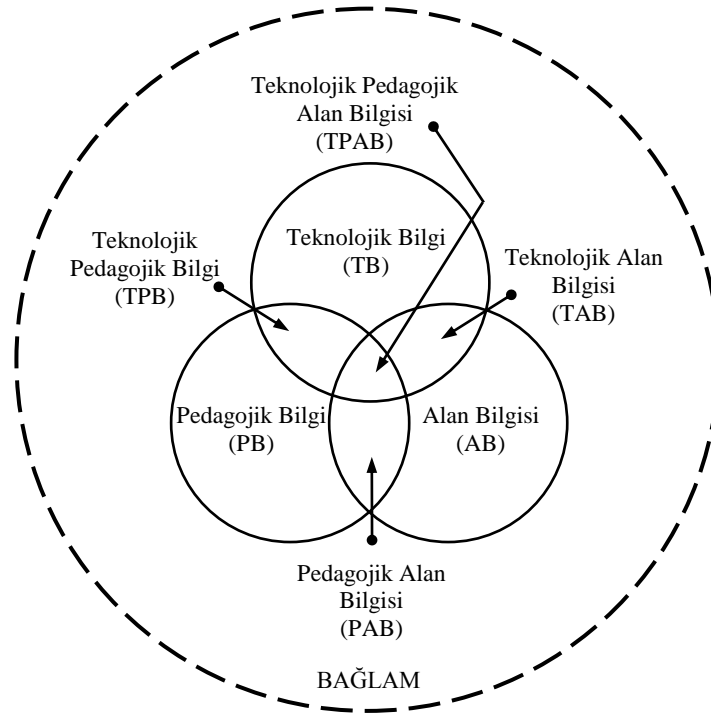 Teknolojik Pedagojik
Alan Bilgisi
(TPAB)
Teknolojik Bilgi
(TB)
Teknolojik
Pedagojik Bilgi
(TPB)
Teknolojik Alan
Bilgisi
(TAB)
Pedagojik Bilgi
(PB)
Alan Bilgisi
(AB)
Pedagojik Alan
Bilgisi
(PAB)
BAĞLAM